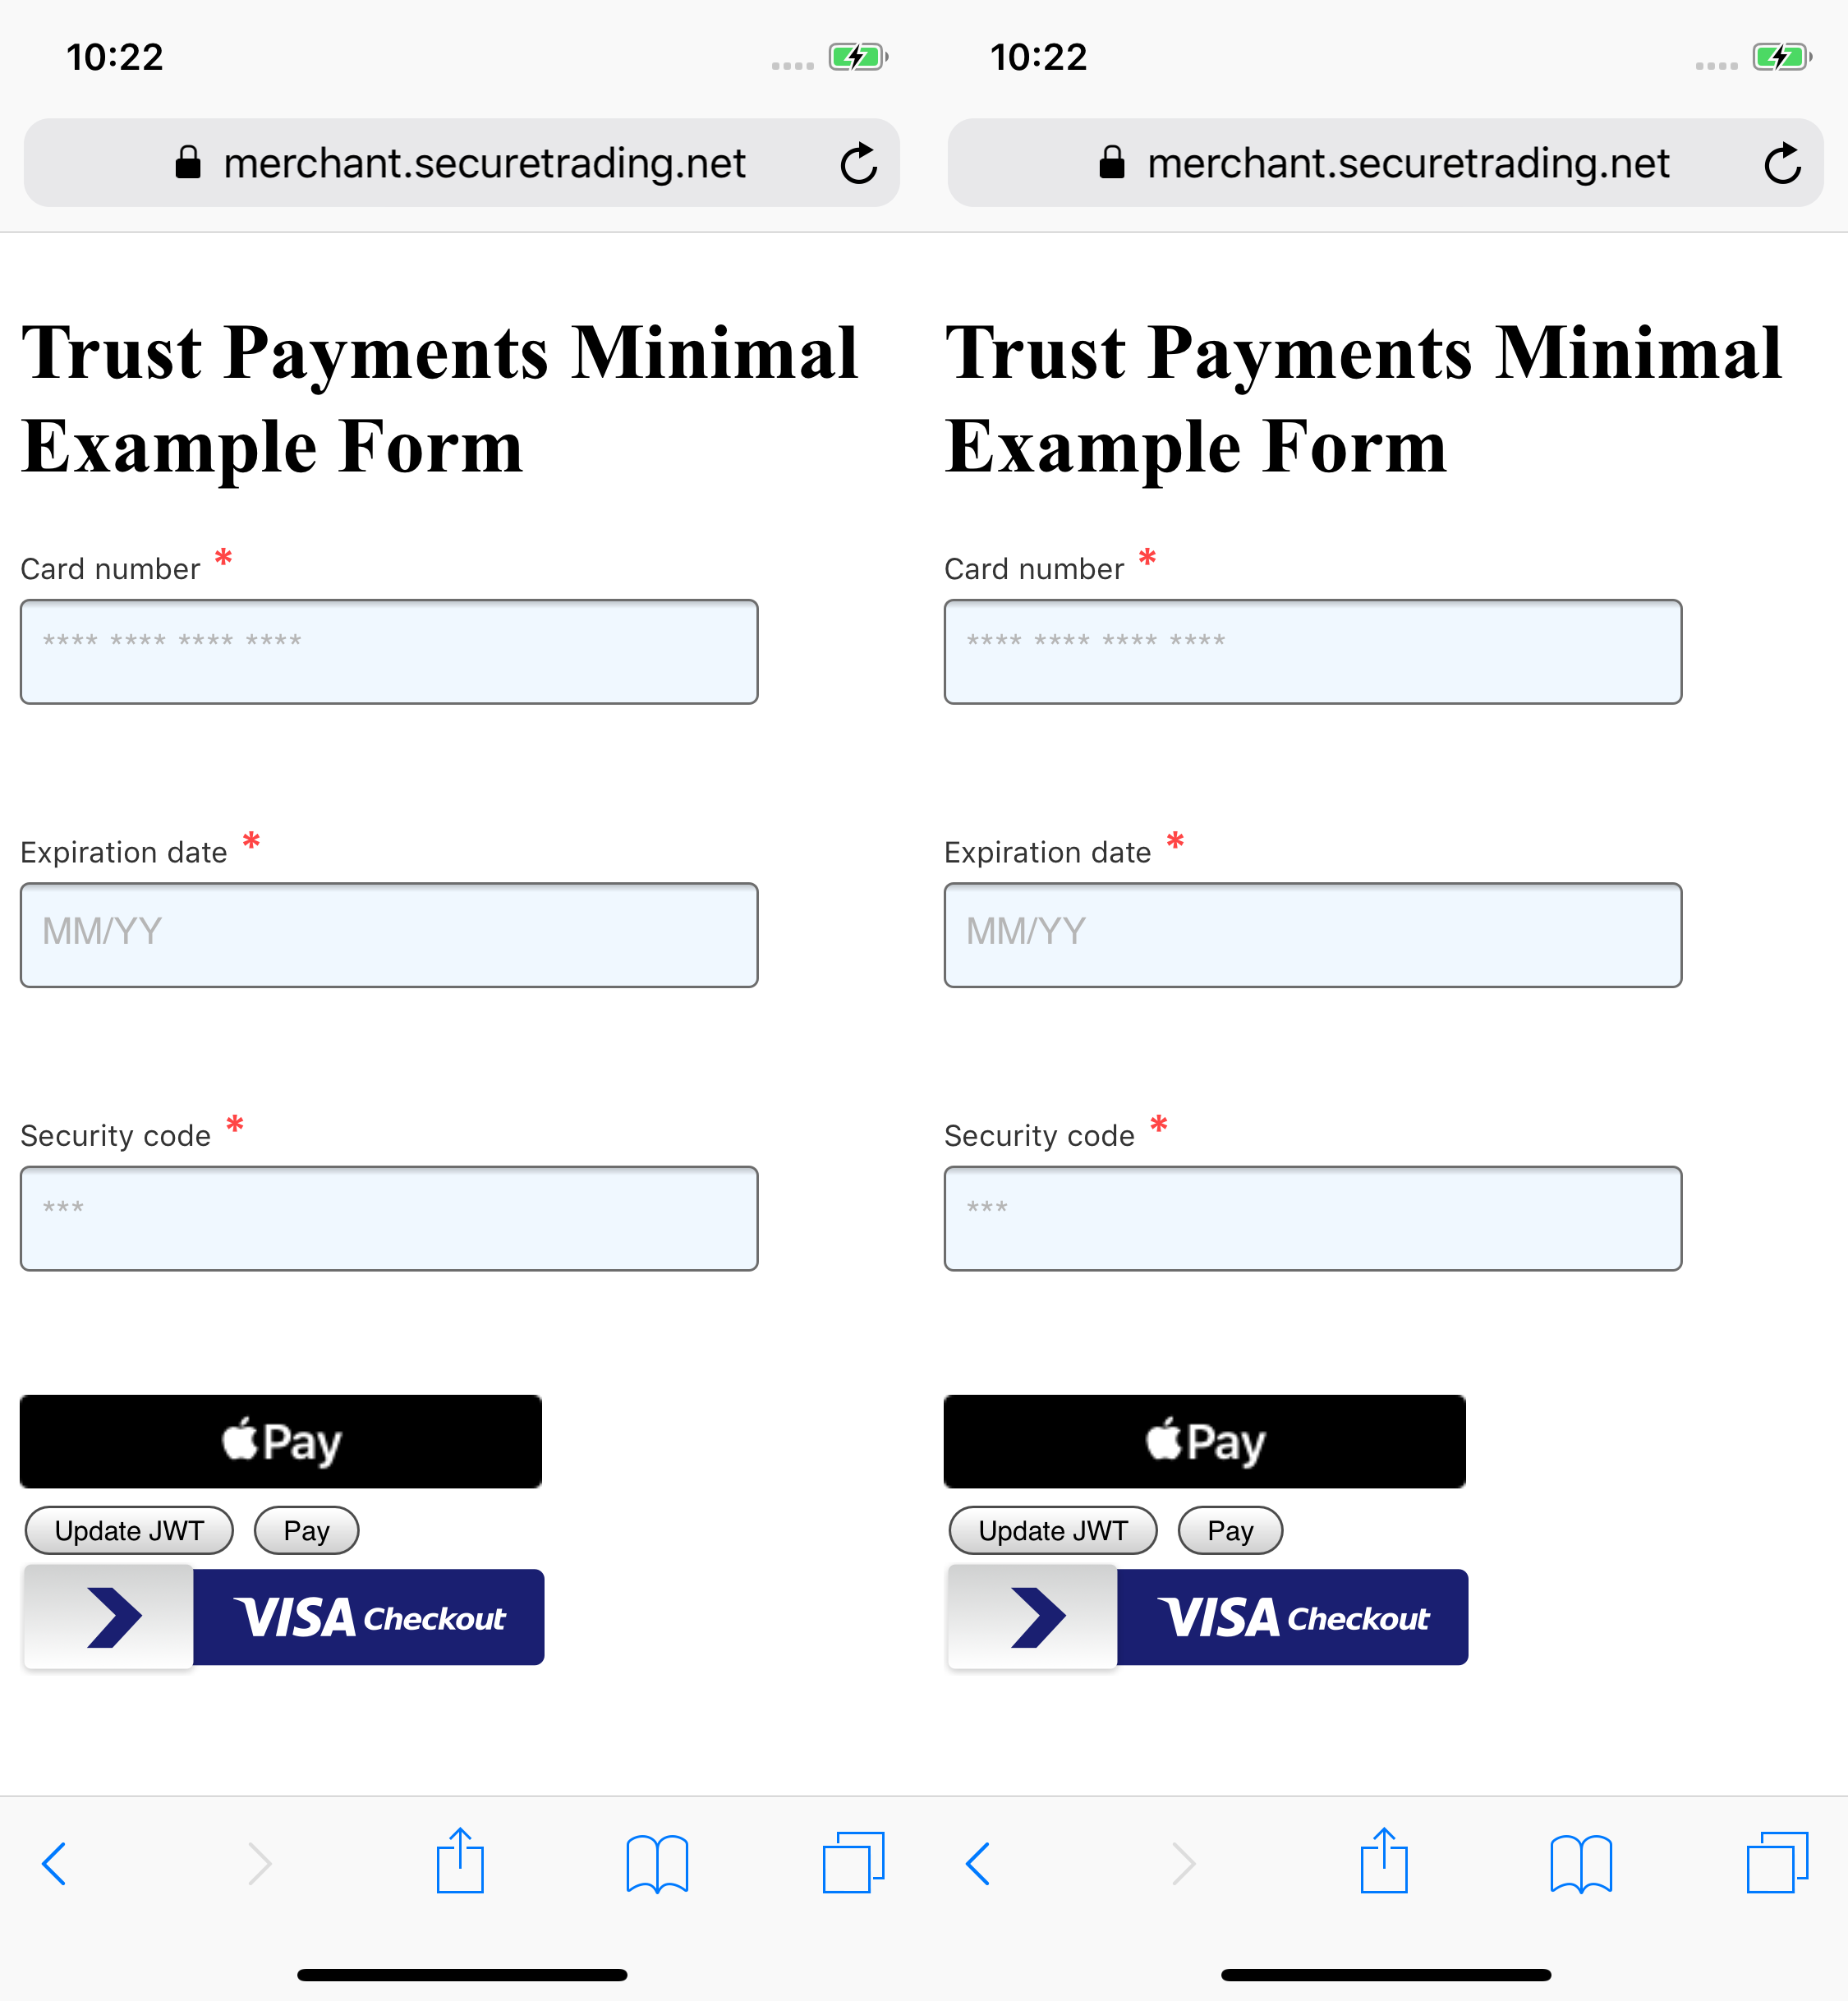 10:22
merchant.securetrading.net
Trust Payments Minimal
Example Form
Card number *
**** **** **** ****
Expiration date *
MM/YY
Security code *
***
Pay
Update JWT Pay
VISA Checkout
10:22
merchant.securetrading.net
Trust Payments Minimal
Example Form
Card number *
**** **** **** ****
Expiration date *
MM/YY
Security code *
***
Pay
Update JWT Pay
VISA Checkout